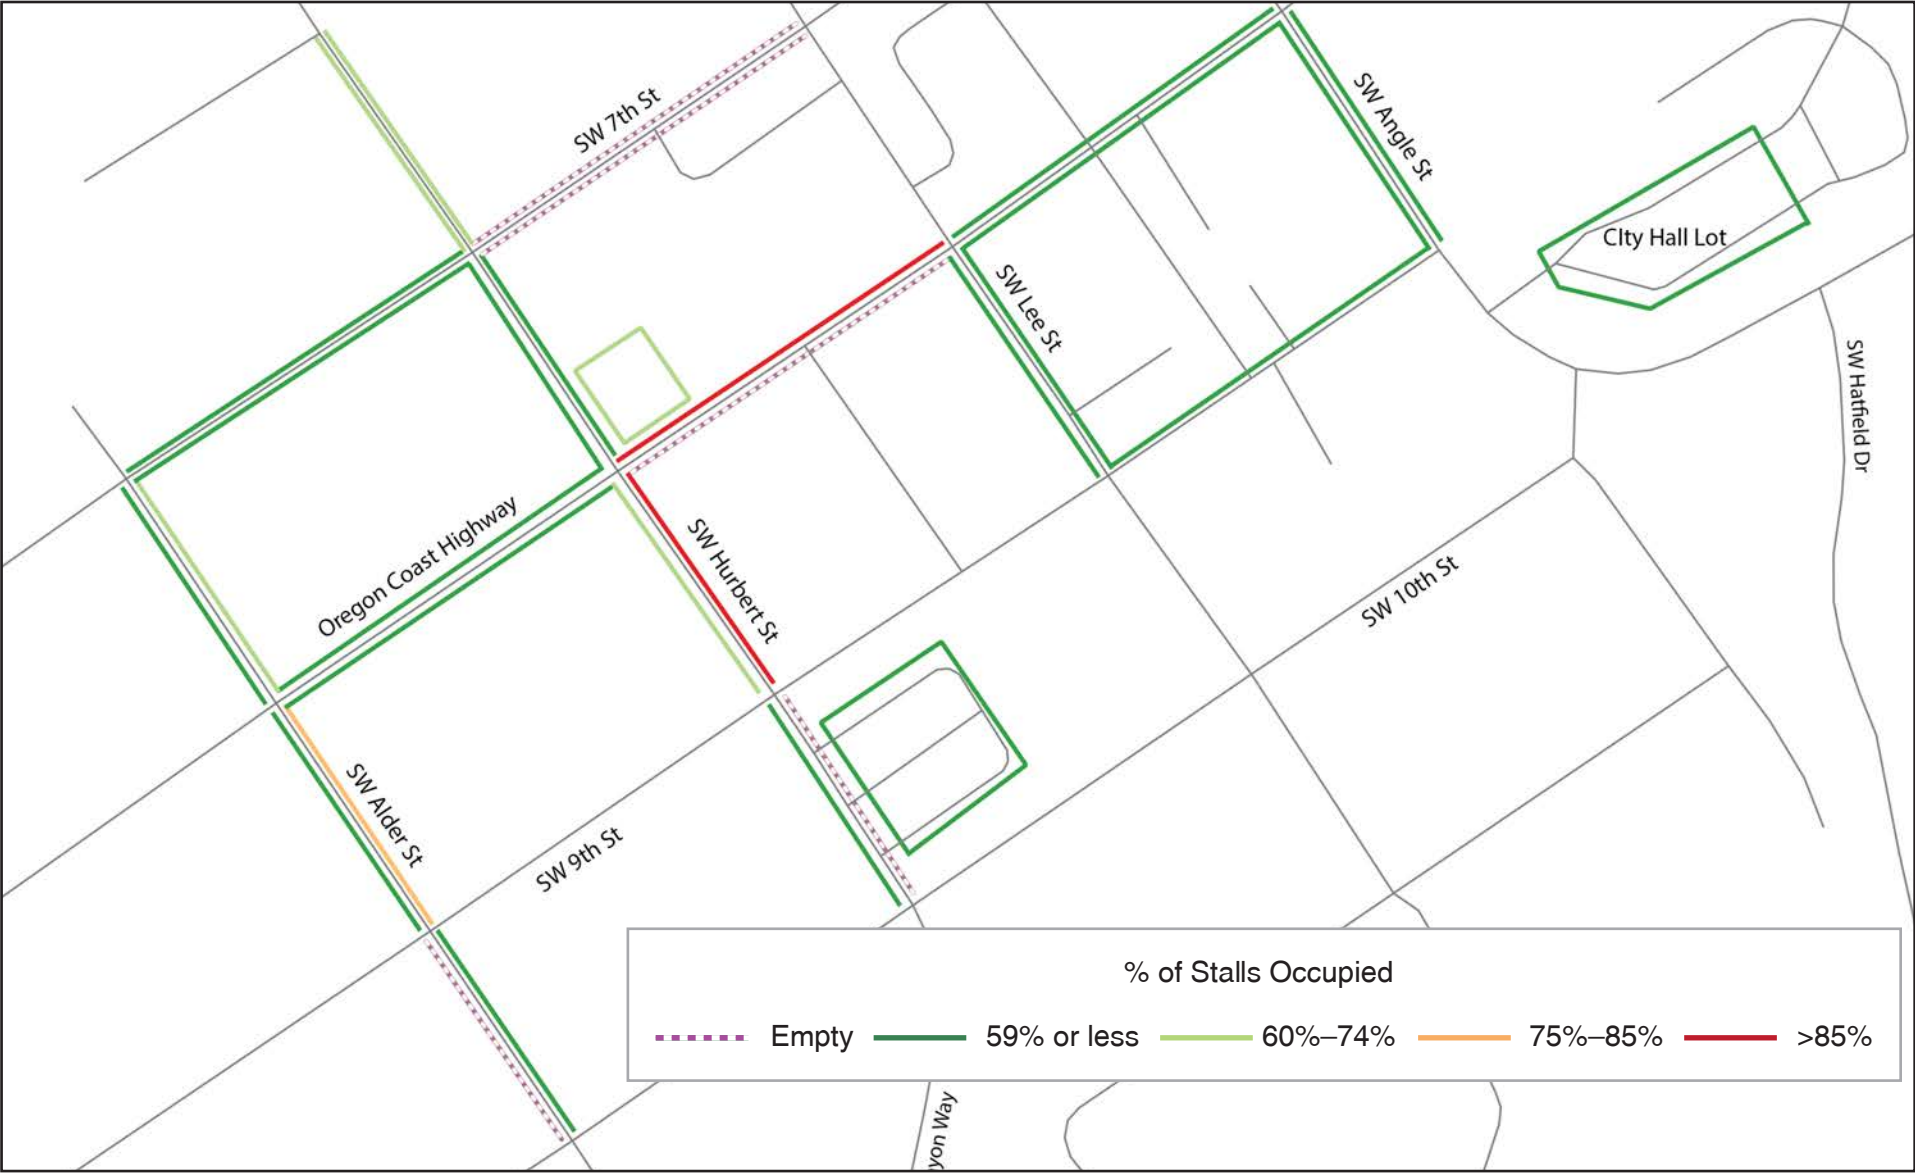 SW 7th St
SW Angle St
CIty Hall Lot
SW Lee St
SW Hatfield Dr
Oregon Coast Highway
SW Hurbert St
SW 10th St
SW Alder St
SW 9th St
% of Stalls Occupied
Empty 59% or less 60%–74% 75%–85% >85%
yon Way